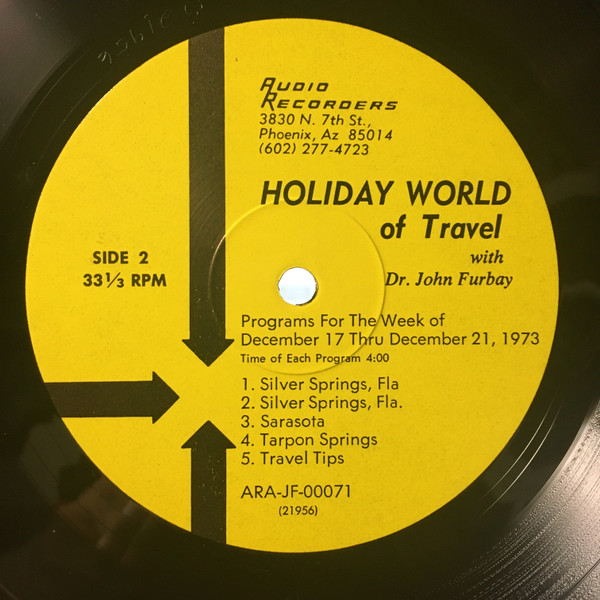 AUDIO
RECORDERS
3830 N. 7th St.,
Phoenix, Az 85014
(602) 277-4723
HOLIDAY WORLD
of Travel
with
Dr. John Furbay
SIDE 2
33 1/3 RPM
Programs For The Week of
December 17 Thru December 21, 1973
Time of Each Program 4:00
1. Silver Springs, Fla
2. Silver Springs, Fla.
3. Sarasota
4. Tarpon Springs
5. Travel Tips
ARA-JF-00071
(21956)